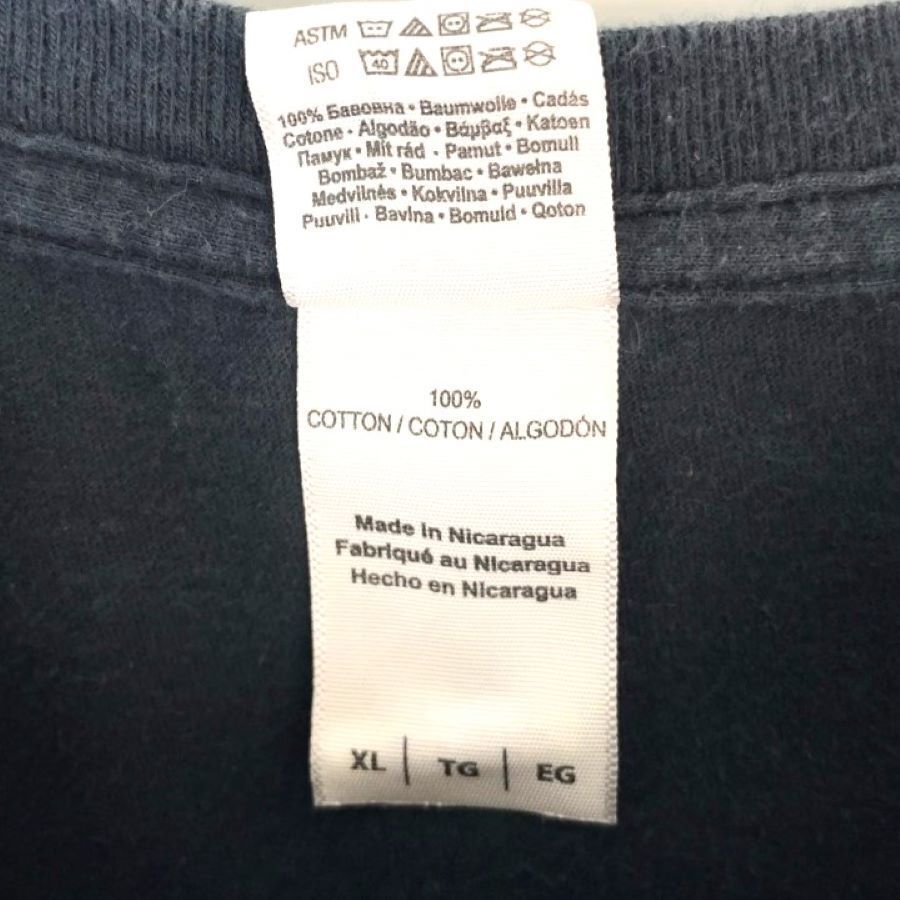 ASTM
ISO 40
100% Бавовна • Baumwolle • Cadás
Cotone • Algodão • Βάμβαξ • Katoen
Памук • Mit rád • Pamut • Bomull
Bombaž • Bumbac • Bawełna
Medvilnės • Kokvilna • Puuvilla
Puuvill • Bavlna • Bomuld • Qoton
100%
COTTON / COTON / ALGODÓN
Made in Nicaragua
Fabriqué au Nicaragua
Hecho en Nicaragua
XL | TG | EG